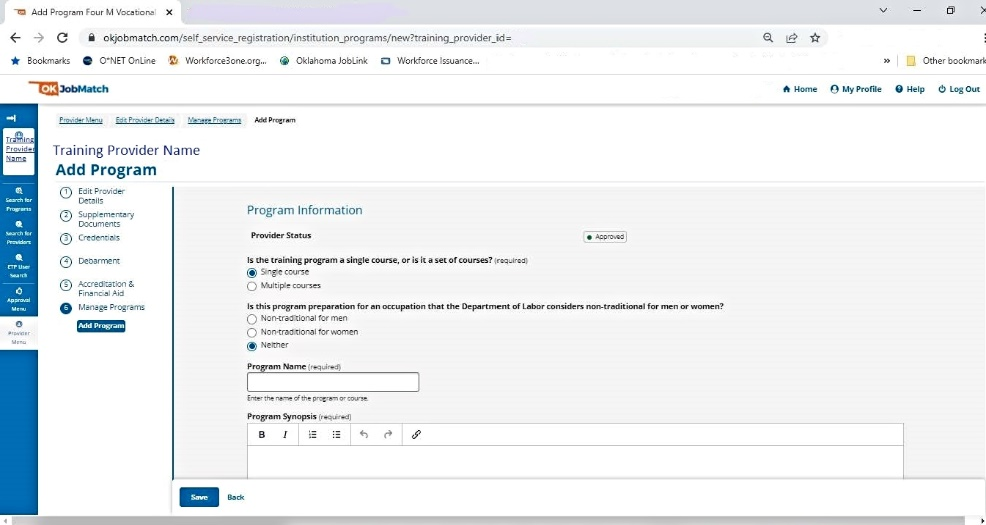 Add Program Four M Vocational
okjobmatch.com/self_service_registration/institution_programs/new?training_provider_id=
Bookmarks O*NET OnLine Workforce3one.org... Oklahoma JobLink Workforce Issuance... » Other bookmark
OK JobMatch
Home My Profile Help Log Out
Provider Menu Edit Provider Details Manage Programs Add Program
Training Provider Name
Search for Programs
Search for Providers
ETP User Search
Approval Menu
Provider Menu
Training Provider Name
Add Program
1 Edit Provider Details
2 Supplementary Documents
3 Credentials
4 Debarment
5 Accreditation & Financial Aid
6 Manage Programs
Add Program
Program Information
Provider Status Approved
Is the training program a single course, or is it a set of courses? (required)
Single course
Multiple courses
Is this program preparation for an occupation that the Department of Labor considers non-traditional for men or women?
Non-traditional for men
Non-traditional for women
Neither
Program Name (required)
Enter the name of the program or course.
Program Synopsis (required)
B I
Save Back